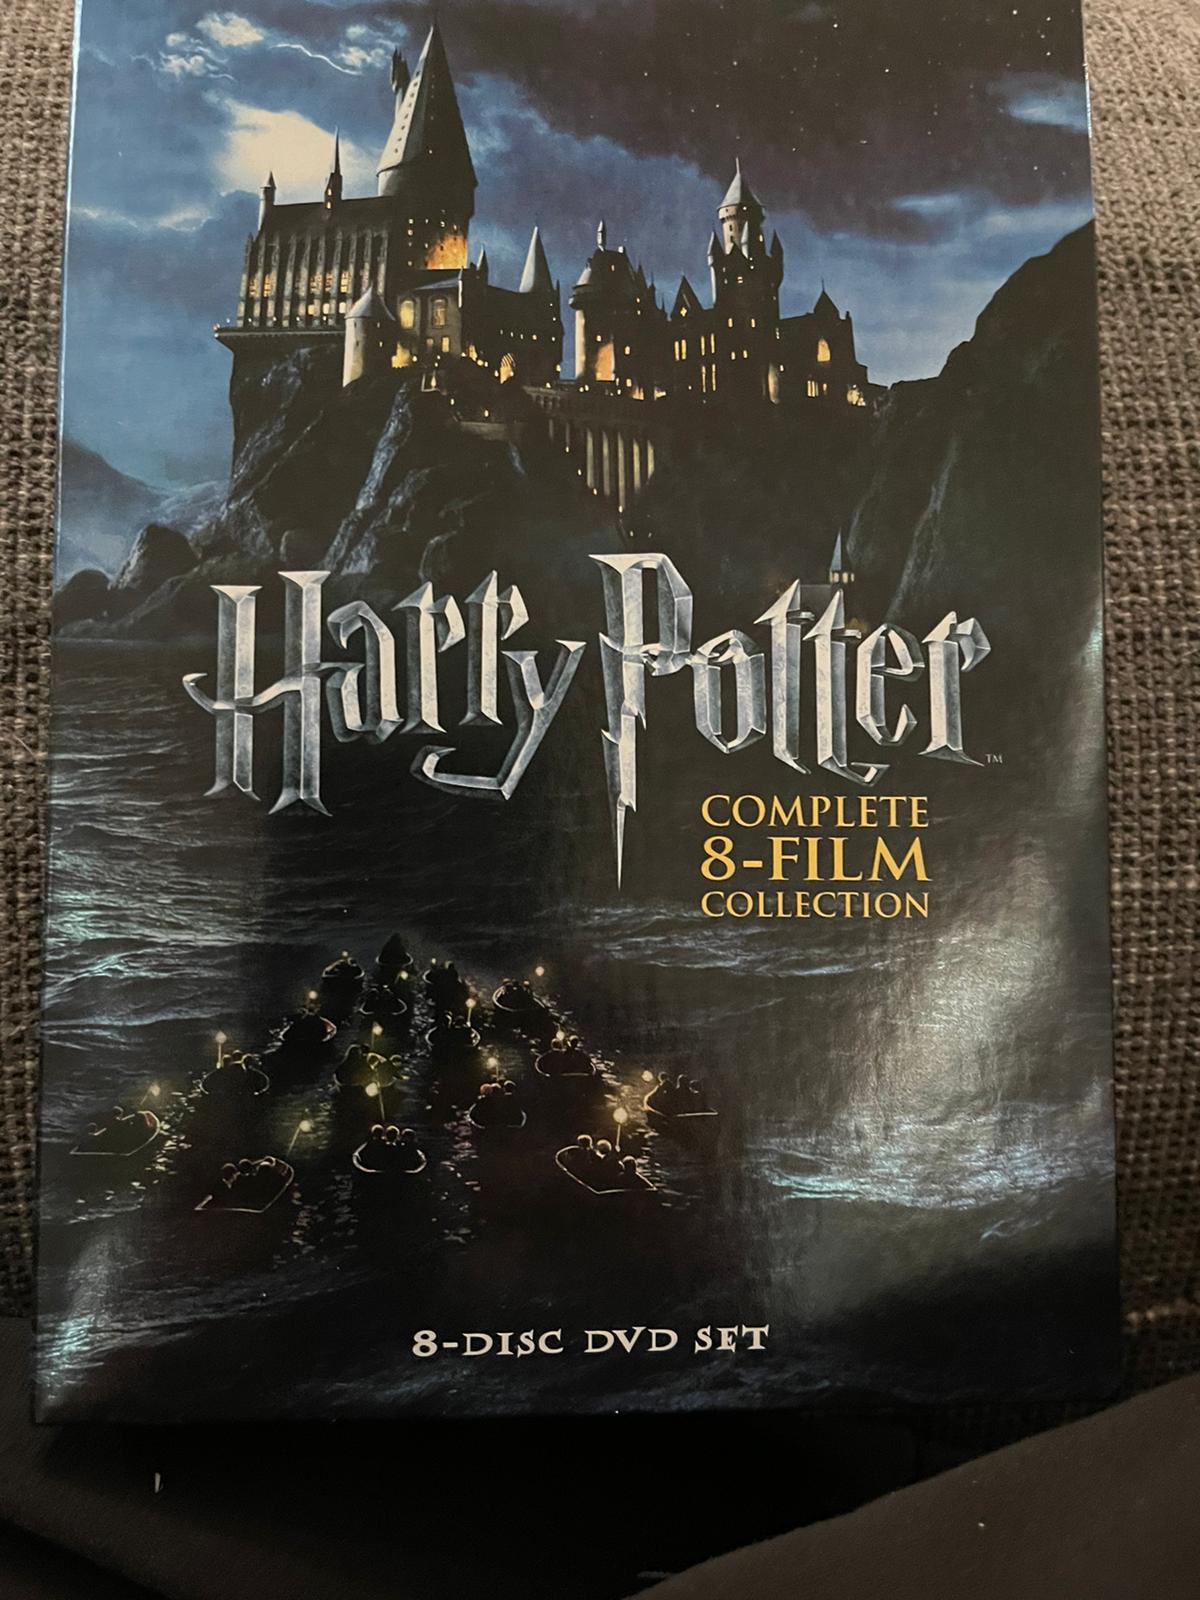 Harry Potter™
COMPLETE
8-FILM
COLLECTION
8-DISC DVD SET